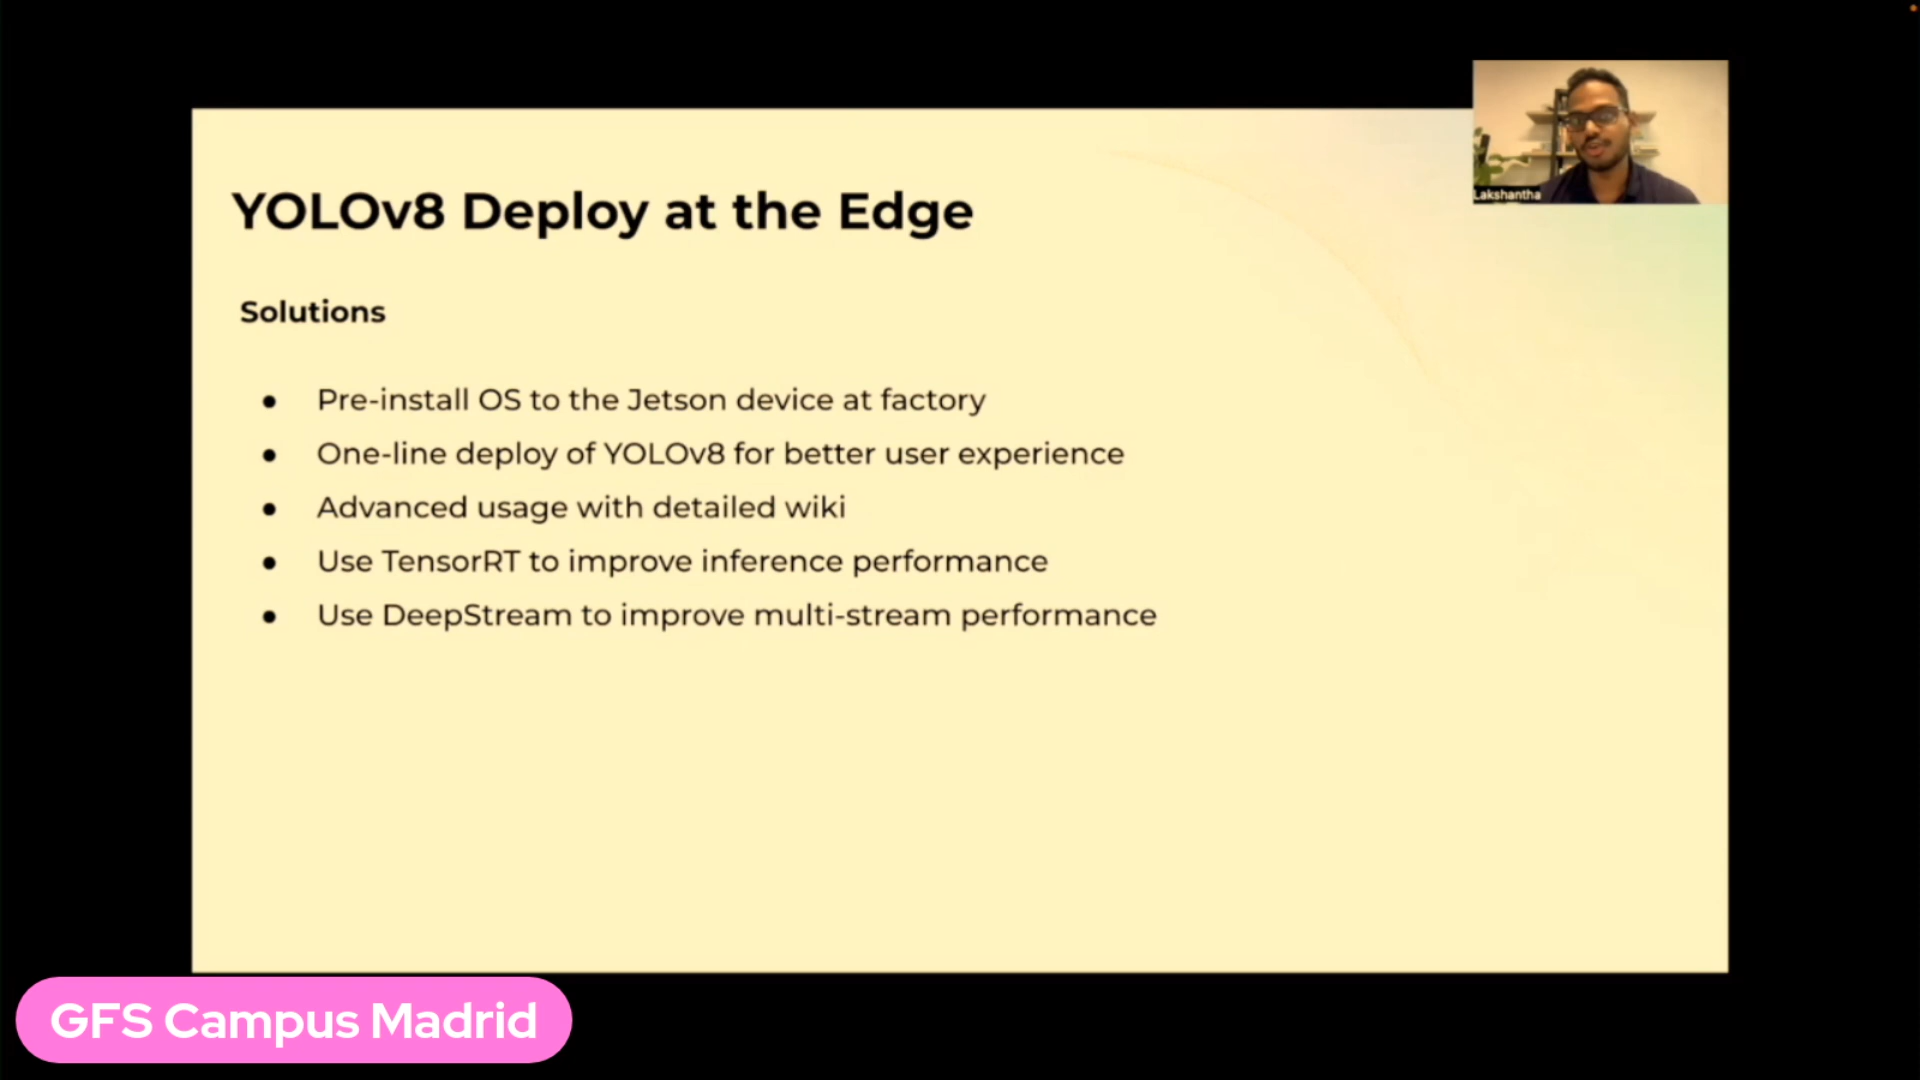 Lakshantha
YOLOv8 Deploy at the Edge
Solutions
● Pre-install OS to the Jetson device at factory
● One-line deploy of YOLOv8 for better user experience
● Advanced usage with detailed wiki
● Use TensorRT to improve inference performance
● Use DeepStream to improve multi-stream performance
GFS Campus Madrid